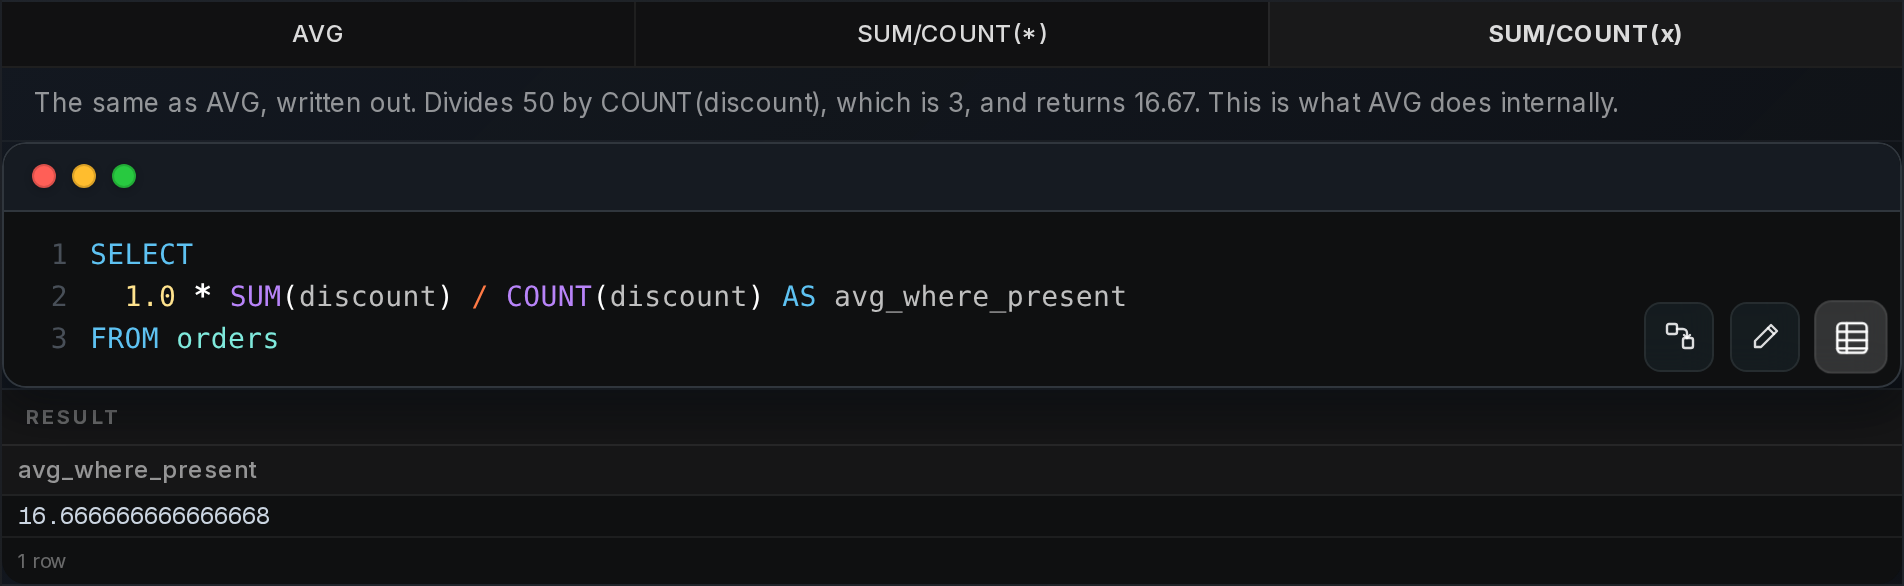 AVG
SUM/COUNT(*)
SUM/COUNT(x)
The same as AVG, written out. Divides 50 by COUNT(discount), which is 3, and returns 16.67. This is what AVG does internally.
1 SELECT
2   1.0 * SUM(discount) / COUNT(discount) AS avg_where_present
3 FROM orders
RESULT
avg_where_present
16.666666666666668
1 row